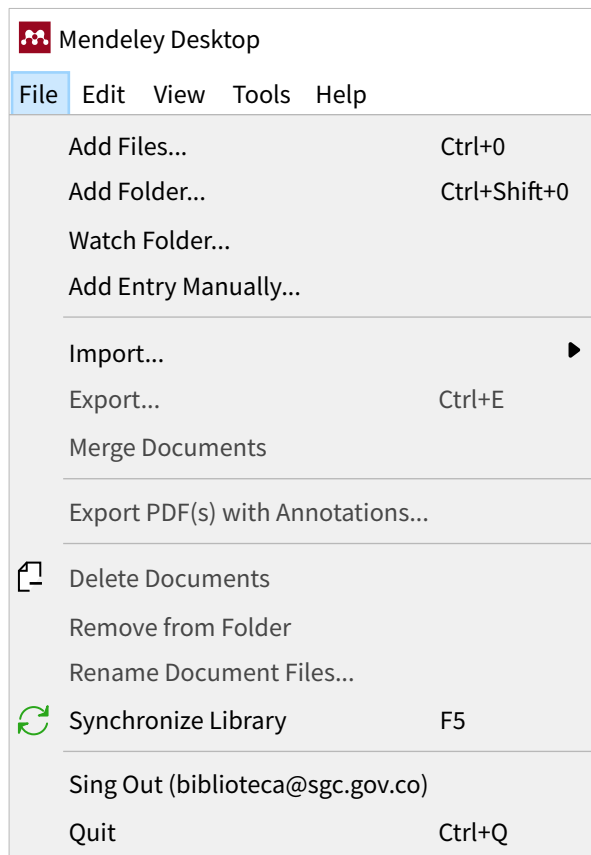 Mendeley Desktop
File Edit View Tools Help
Add Files... Ctrl+0
Add Folder... Ctrl+Shift+0
Watch Folder...
Add Entry Manually...
Import...
Export... Ctrl+E
Merge Documents
Export PDF(s) with Annotations...
Delete Documents
Remove from Folder
Rename Document Files...
Synchronize Library F5
Sing Out (biblioteca@sgc.gov.co)
Quit Ctrl+Q